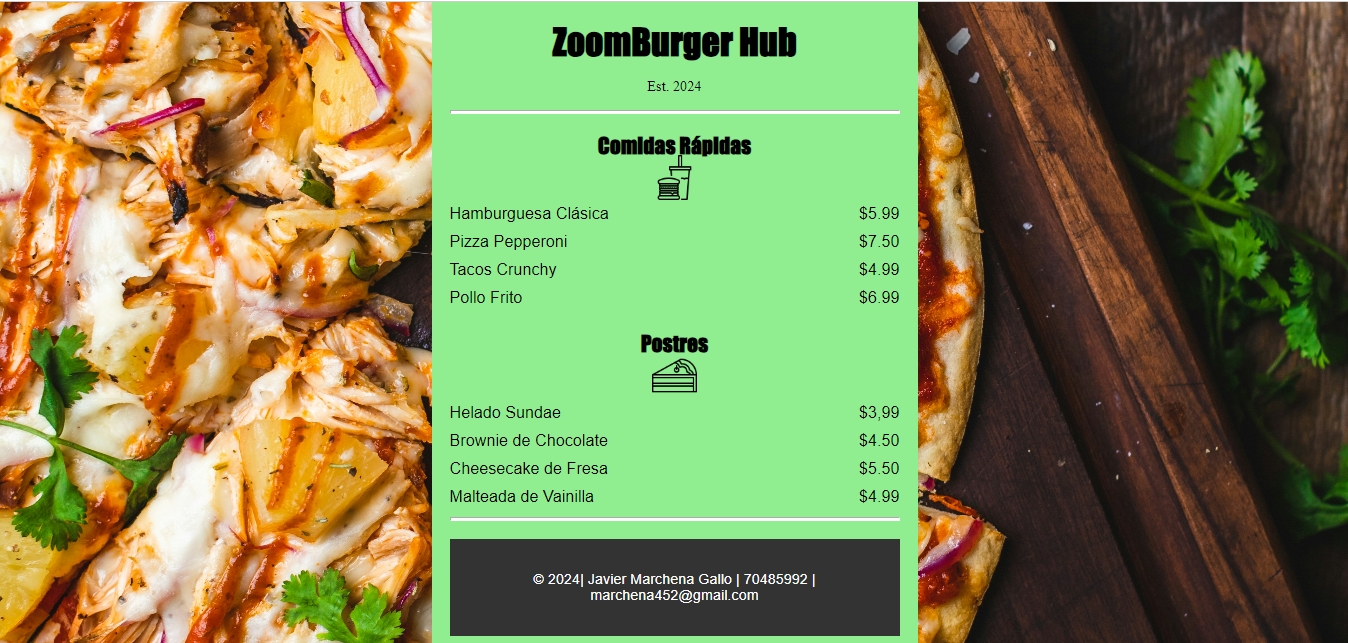 ZoomBurger Hub
Est. 2024
Comidas Rápidas
Hamburguesa Clásica $5.99
Pizza Pepperoni $7.50
Tacos Crunchy $4.99
Pollo Frito $6.99
Postres
Helado Sundae $3,99
Brownie de Chocolate $4.50
Cheesecake de Fresa $5.50
Malteada de Vainilla $4.99
© 2024| Javier Marchena Gallo | 70485992 |
marchena452@gmail.com